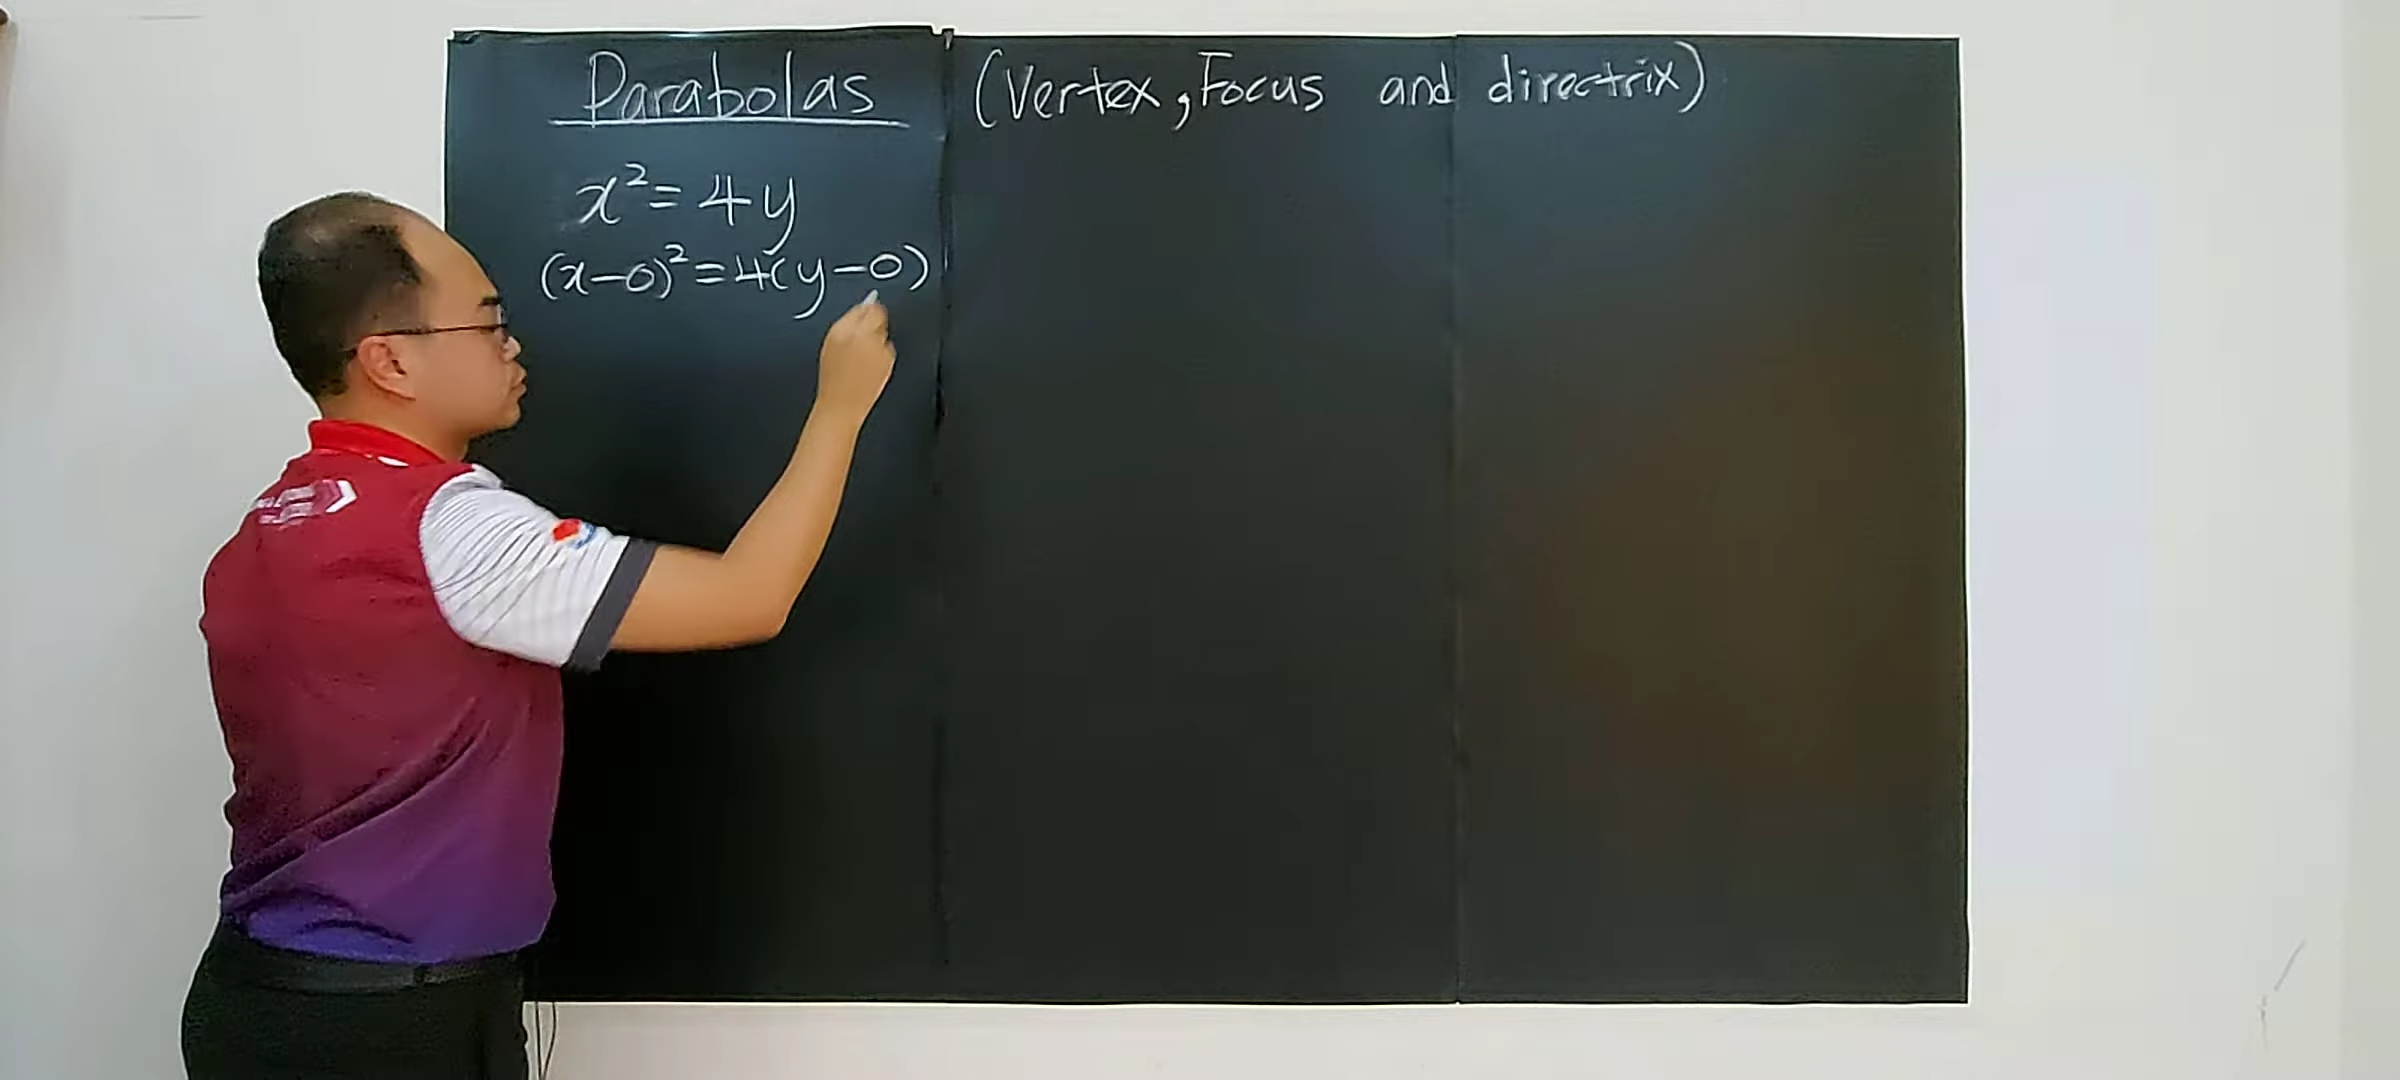 Parabolas (Vertex, Focus and directrix)
x² = 4y
(x-0)² = 4(y-0)